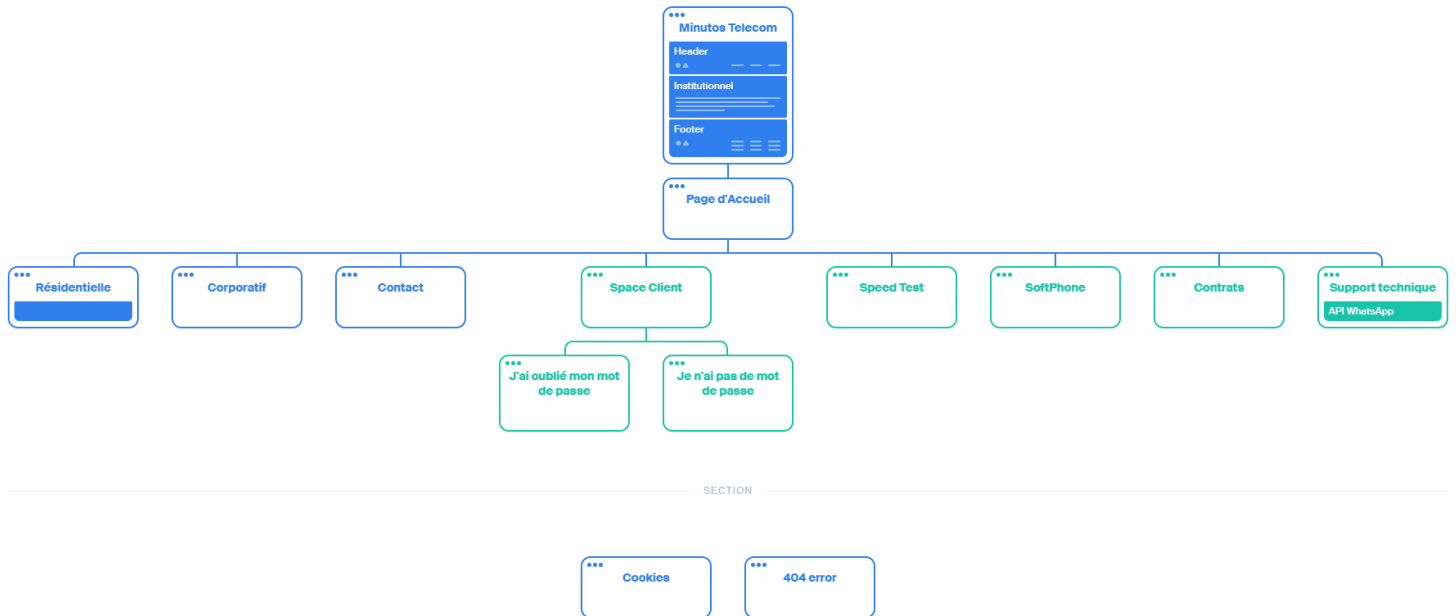 Minutos Telecom
Header
Institutionnel
Footer
Page d'Accueil
Résidentielle
Corporatif
Contact
Space Client
Speed Test
SoftPhone
Contrats
Support technique
API WhatsApp
J'ai oublié mon mot
de passe
Je n'ai pas de mot
de passe
SECTION
Cookies
404 error